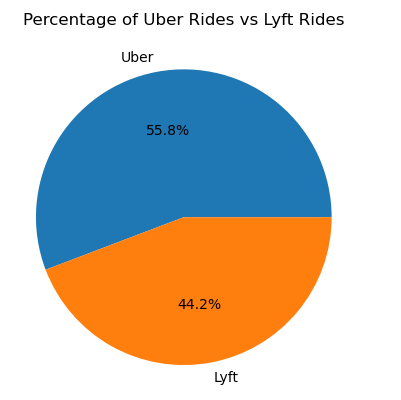 Percentage of Uber Rides vs Lyft Rides
Uber
55.8%
44.2%
Lyft